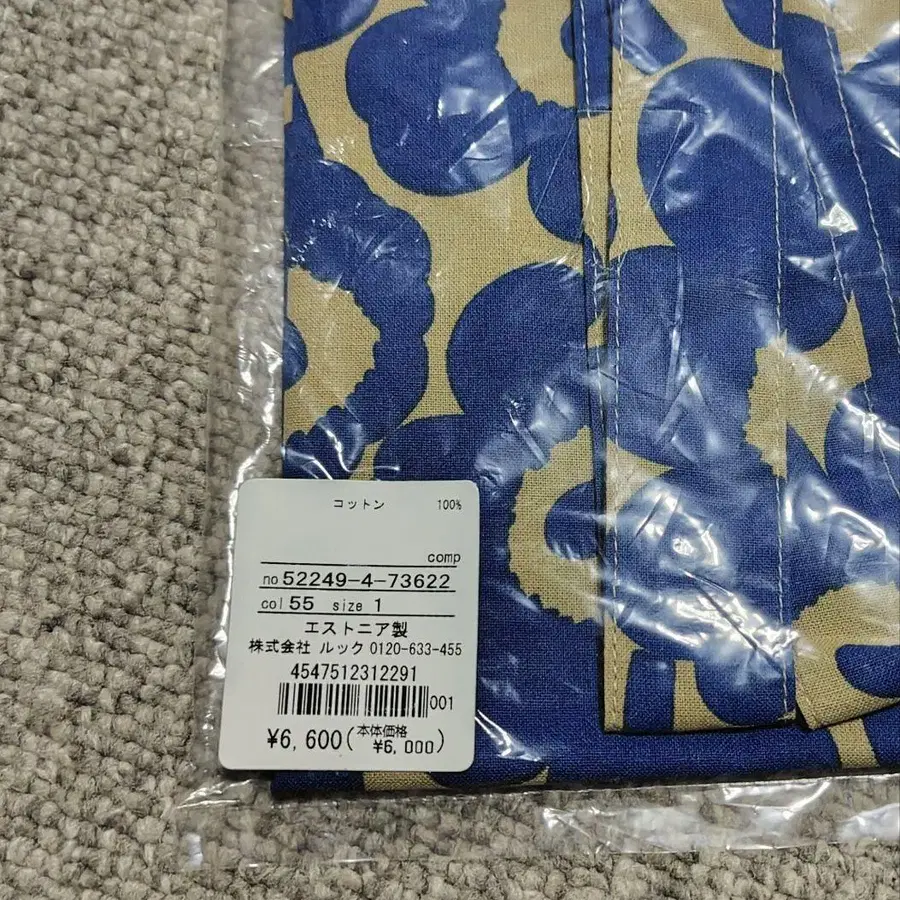 コットン 100%
comp
no 52249-4-73622
col 55 size 1
エストニア製
株式会社 ルック 0120-633-455
4547512312291
001
¥6,600(本体価格 ¥6,000)